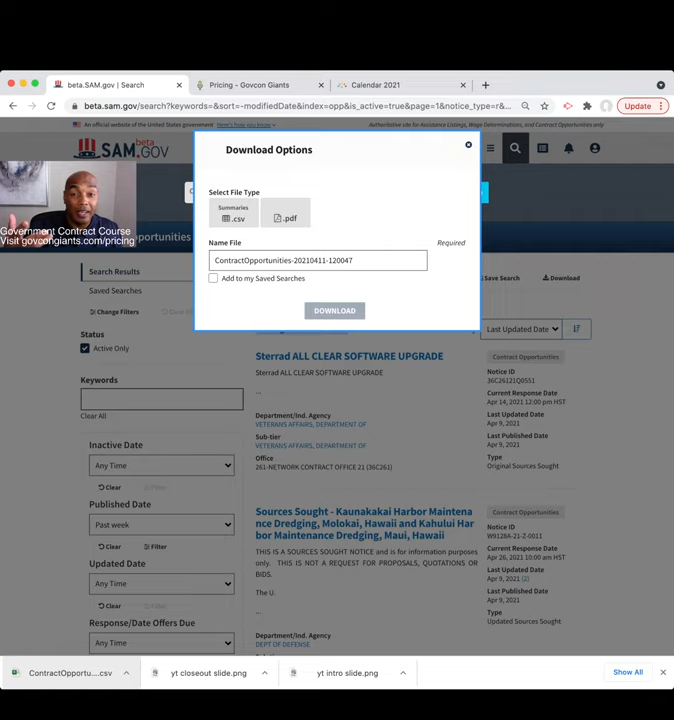 beta.SAM.gov | Search
Pricing - Govcon Giants
Calendar 2021
beta.sam.gov/search?keywords=&sort=-modifiedDate&index=opp&is_active=true&page=1&notice_type=r&...
Update
An official website of the United States government Here's how you know
Authoritative site for Assistance Listings, Wage Determinations, and Contract Opportunities only
beta
SAM.GOV
Download Options
Select File Type
Summaries
.csv
.pdf
Name File
Required
ContractOpportunities-20210411-120047
Add to my Saved Searches
DOWNLOAD
Government Contract Course
Visit govcongiants.com/pricing
Search Results
Saved Searches
Change Filters
Save Search
Download
Status
Active Only
Keywords
Clear All
Inactive Date
Any Time
Clear
Published Date
Past week
Clear
Filter
Updated Date
Any Time
Clear
Response/Date Offers Due
Any Time
Last Updated Date
Sterrad ALL CLEAR SOFTWARE UPGRADE
Sterrad ALL CLEAR SOFTWARE UPGRADE
...
Department/Ind. Agency
VETERANS AFFAIRS, DEPARTMENT OF
Sub-tier
VETERANS AFFAIRS, DEPARTMENT OF
Office
261-NETWORK CONTRACT OFFICE 21 (36C261)
Contract Opportunities
Notice ID
36C26121Q0551
Current Response Date
Apr 14, 2021 12:00 pm HST
Last Updated Date
Apr 9, 2021
Last Published Date
Apr 9, 2021
Type
Original Sources Sought
Sources Sought - Kaunakakai Harbor Maintena
nce Dredging, Molokai, Hawaii and Kahului Har
bor Maintenance Dredging, Maui, Hawaii
THIS IS A SOURCES SOUGHT NOTICE and is for information purposes
only. THIS IS NOT A REQUEST FOR PROPOSALS, QUOTATIONS OR
BIDS.
The U.
...
Department/Ind. Agency
DEPT OF DEFENSE
Contract Opportunities
Notice ID
W9128A-21-Z-0011
Current Response Date
Apr 26, 2021 10:00 am HST
Last Updated Date
Apr 9, 2021 (2)
Last Published Date
Apr 9, 2021
Type
Updated Sources Sought
ContractOpportu....csv
yt closeout slide.png
yt intro slide.png
Show All